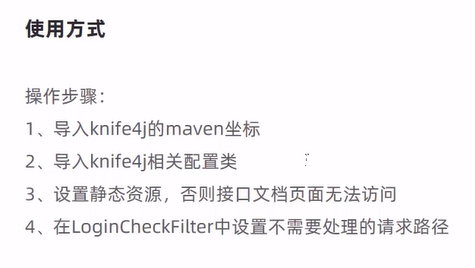 使用方式
操作步骤：
1、导入knife4j的maven坐标
2、导入knife4j相关配置类
3、设置静态资源，否则接口文档页面无法访问
4、在LoginCheckFilter中设置不需要处理的请求路径